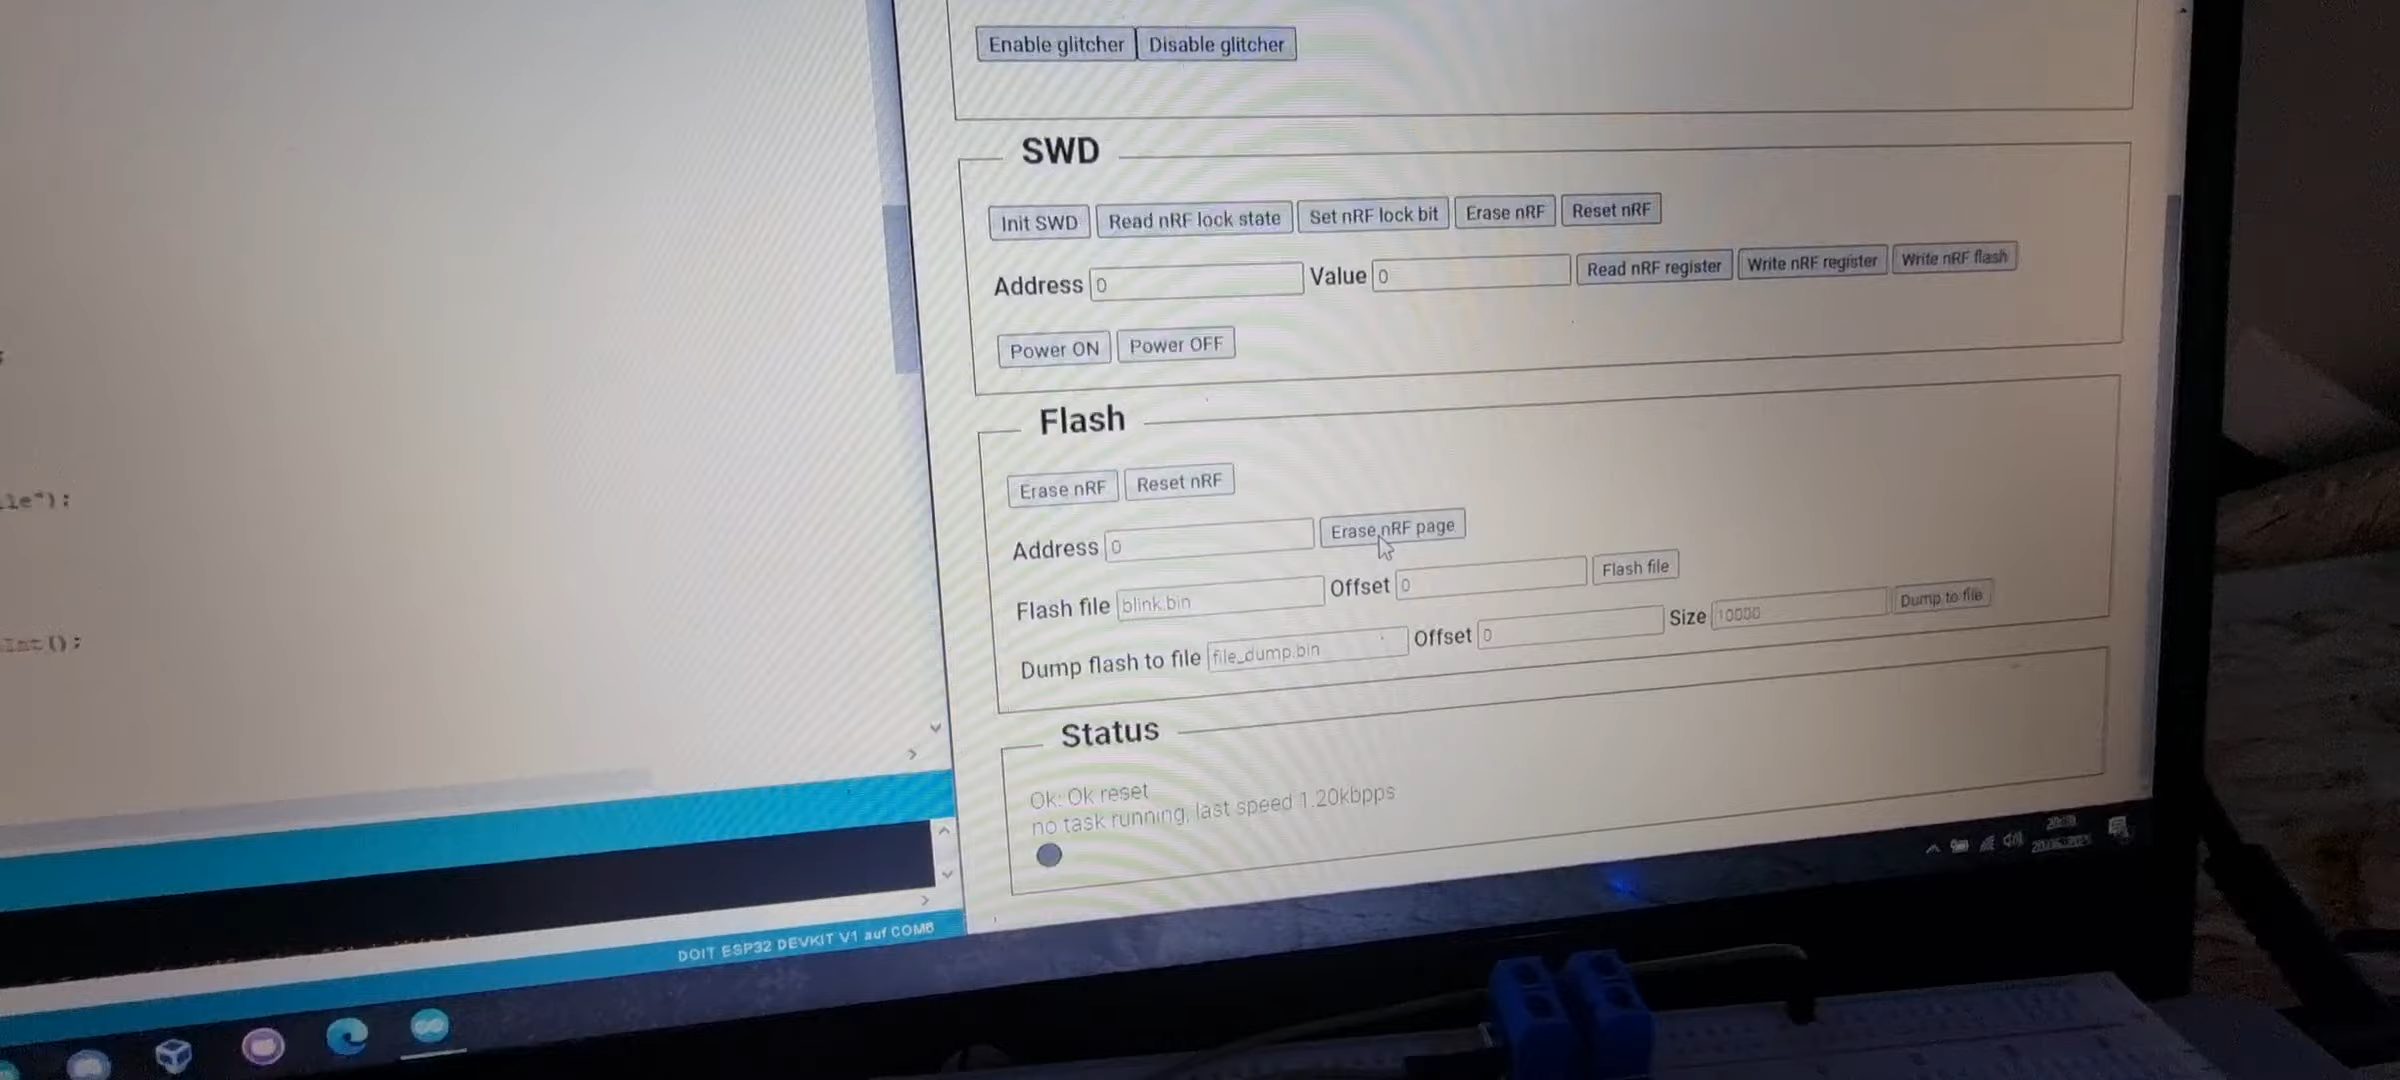 Enable glitcher Disable glitcher
SWD
Init SWD Read nRF lock state Set nRF lock bit Erase nRF Reset nRF
Address 0 Value 0 Read nRF register Write nRF register Write nRF flash
Power ON Power OFF
Flash
Erase nRF Reset nRF
Address 0 Erase nRF page
Flash file blink.bin Offset 0 Flash file
Dump flash to file file_dump.bin Offset 0 Size 10000 Dump to file
Status
Ok: Ok reset
no task running, last speed 1.20kbpps
le");
Int();
DOIT ESP32 DEVKIT V1 auf COM6